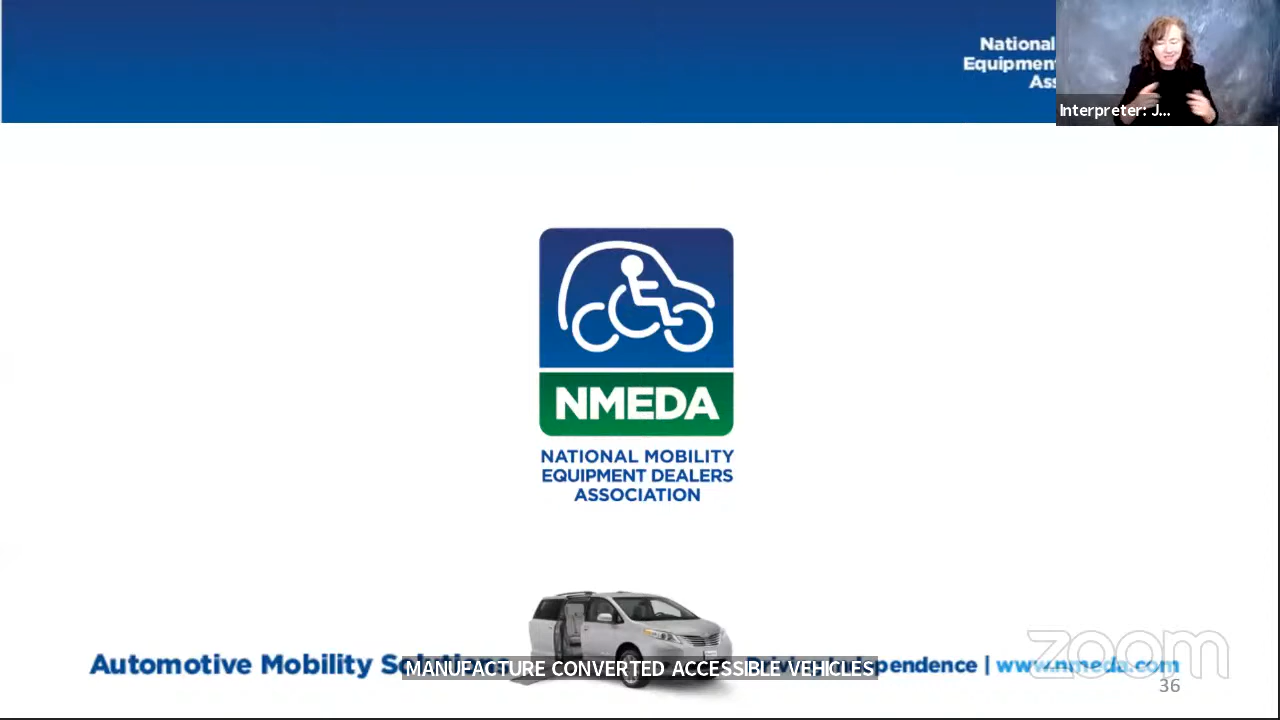 National
Equipment
Interpreter: J...
NMEDA
NATIONAL MOBILITY
EQUIPMENT DEALERS
ASSOCIATION
Automotive Mobility
MANUFACTURE CONVERTED ACCESSIBLE VEHICLES
| www.nmeda.com
zoom
36